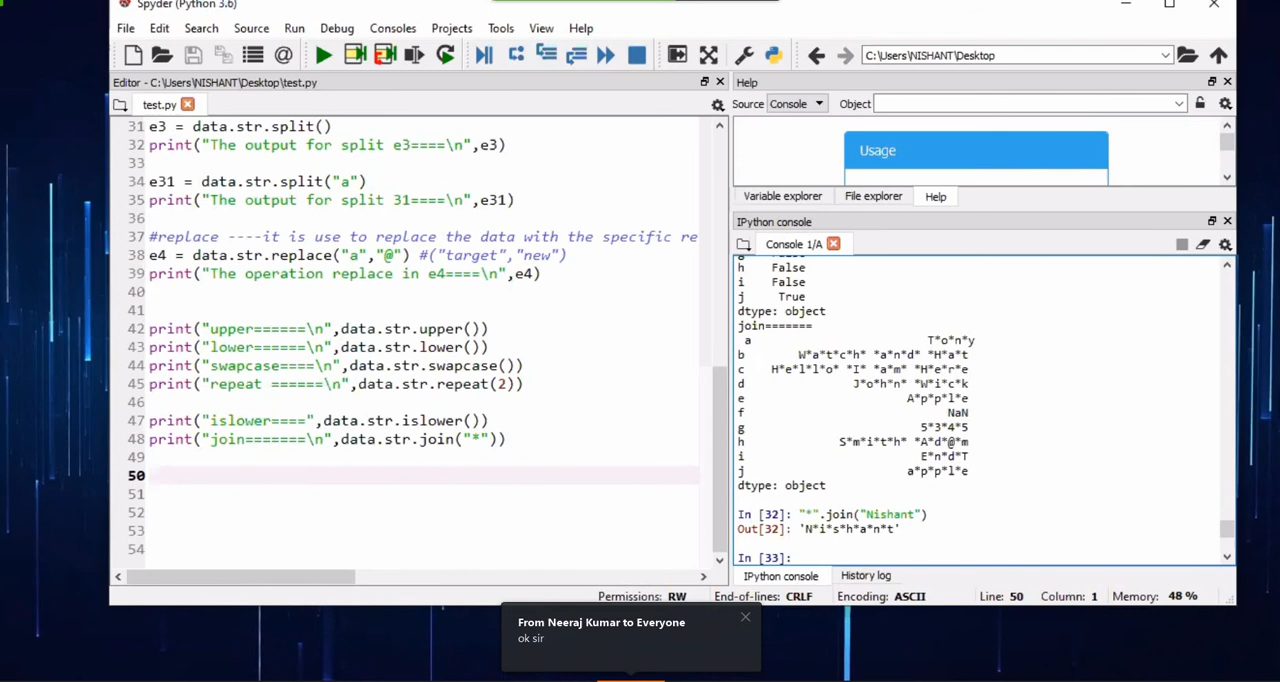 Spyder (Python 3.6)
File Edit Search Source Run Debug Consoles Projects Tools View Help
C:\Users\NISHANT\Desktop
Editor - C:\Users\NISHANT\Desktop\test.py
test.py
31 e3 = data.str.split()
32 print("The output for split e3====\n",e3)
33
34 e31 = data.str.split("a")
35 print("The output for split 31====\n",e31)
36
37 #replace ----it is use to replace the data with the specific re
38 e4 = data.str.replace("a","@") #("target","new")
39 print("The operation replace in e4====\n",e4)
40
41
42 print("upper======\n",data.str.upper())
43 print("lower======\n",data.str.lower())
44 print("swapcase====\n",data.str.swapcase())
45 print("repeat ======\n",data.str.repeat(2))
46
47 print("islower====",data.str.islower())
48 print("join=======\n",data.str.join("*"))
49
50
51
52
53
54
Help
Source Console Object
Usage
Variable explorer File explorer Help
IPython console
Console 1/A
h False
i False
j True
dtype: object
join=======
a T*o*n*y
b W*a*t*c*h* *a*n*d* *H*a*t
c H*e*l*l*o* *I* *a*m* *H*e*r*e
d J*o*h*n* *W*i*c*k
e A*p*p*l*e
f NaN
g 5*3*4*5
h S*m*i*t*h* *A*d*@*m
i E*n*d*T
j a*p*p*l*e
dtype: object
In [32]: "*".join("Nishant")
Out[32]: 'N*i*s*h*a*n*t'
In [33]:
IPython console History log
Permissions: RW End-of-lines: CRLF Encoding: ASCII Line: 50 Column: 1 Memory: 48 %
From Neeraj Kumar to Everyone
ok sir